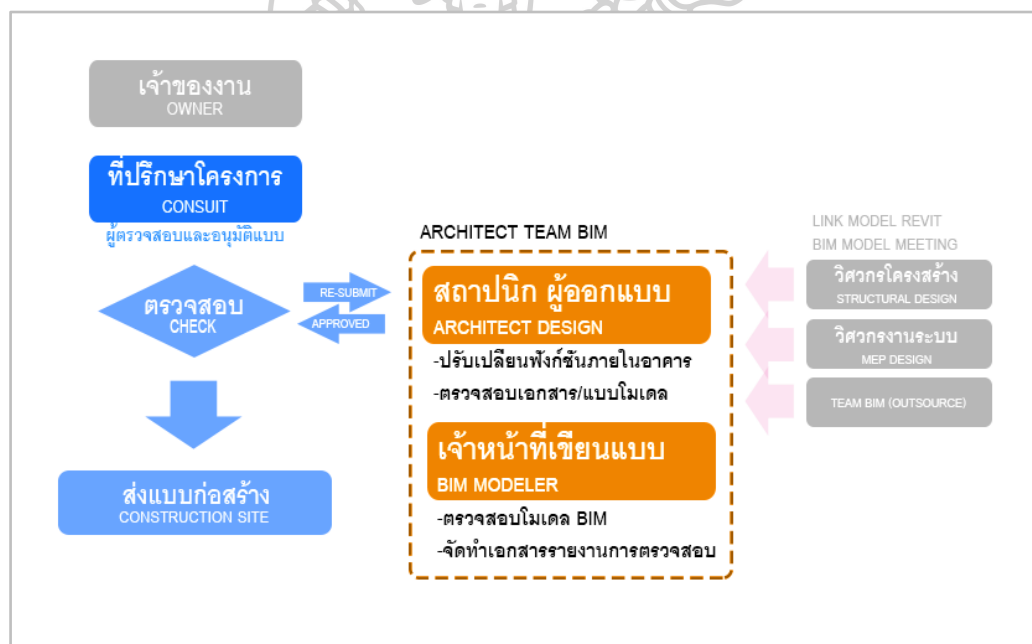 เจ้าของงาน
OWNER
ที่ปรึกษาโครงการ
CONSUIT
ผู้ตรวจสอบและอนุมัติแบบ
ตรวจสอบ
CHECK
RE-SUBMIT
APPROVED
ส่งแบบก่อสร้าง
CONSTRUCTION SITE
ARCHITECT TEAM BIM
สถาปนิก ผู้ออกแบบ
ARCHITECT DESIGN
-ปรับเปลี่ยนฟังก์ชันภายในอาคาร
-ตรวจสอบเอกสาร/แบบโมเดล
เจ้าหน้าที่เขียนแบบ
BIM MODELER
-ตรวจสอบโมเดล BIM
-จัดทำเอกสารรายงานการตรวจสอบ
LINK MODEL REVIT
BIM MODEL MEETING
วิศวกรโครงสร้าง
STRUCTURAL DESIGN
วิศวกรงานระบบ
MEP DESIGN
TEAM BIM (OUTSOURCE)